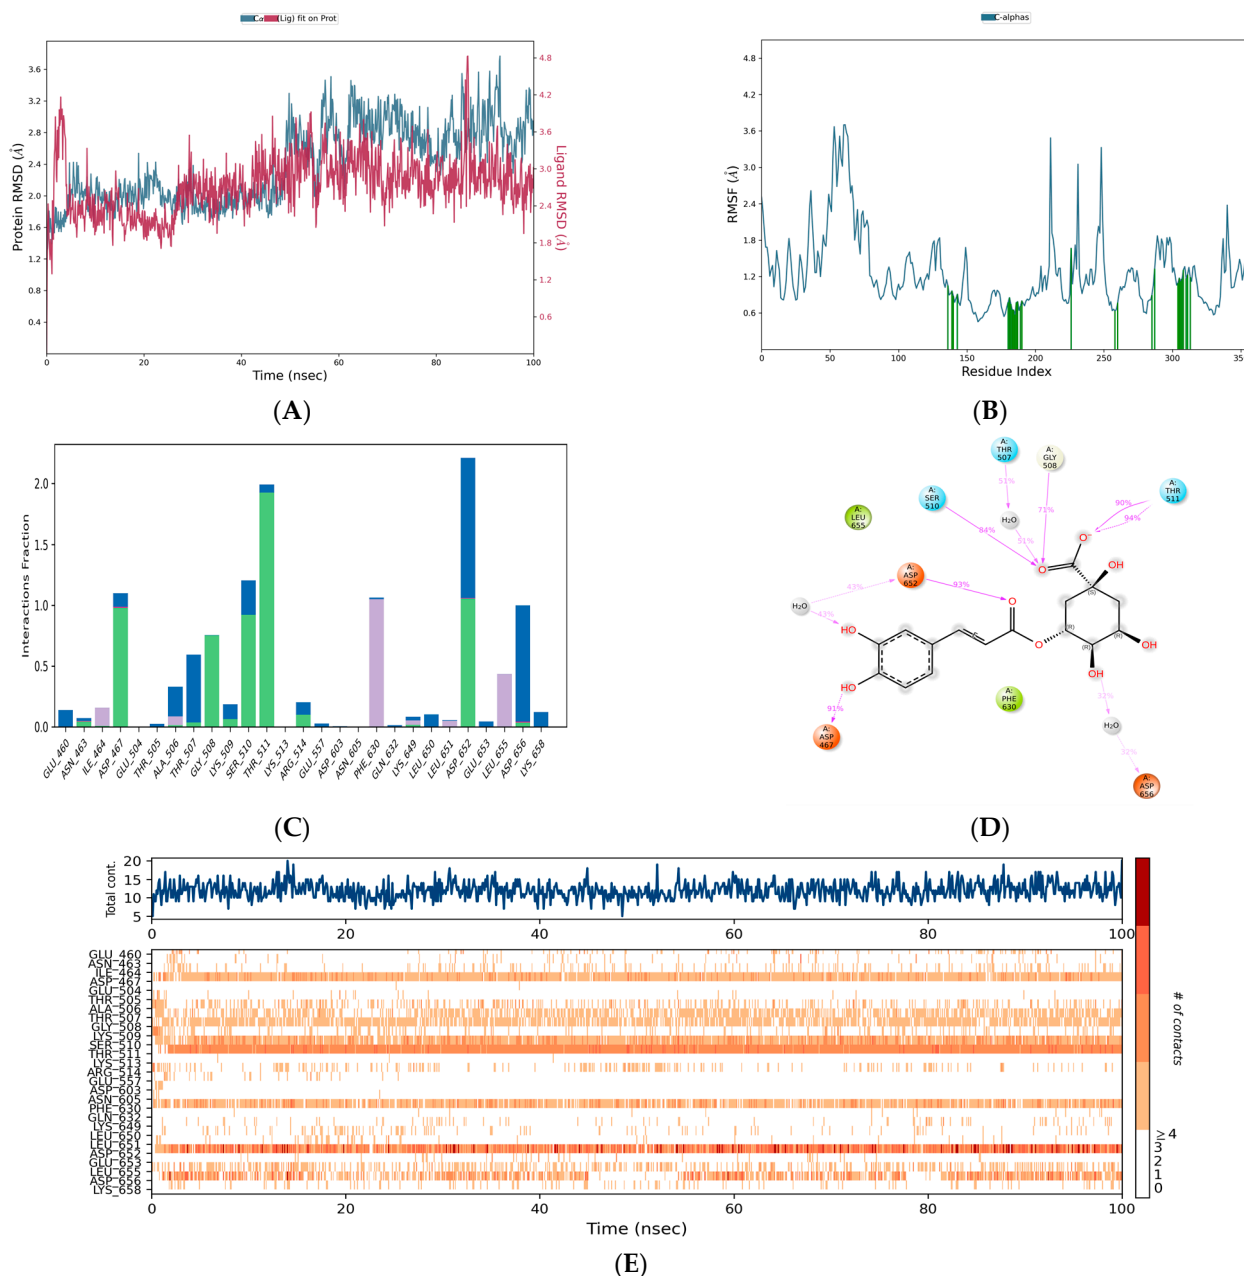 Cα (Lig) fit on Prot
Protein RMSD (Å)
3.6
3.2
2.8
2.4
2.0
1.6
1.2
0.8
0.4
4.8
4.2
3.6
3.0
2.4
1.8
1.2
0.6
Ligand RMSD (Å)
0 20 40 60 80 100
Time (nsec)
(A)
C-alphas
RMSF (Å)
4.8
4.2
3.6
3.0
2.4
1.8
1.2
0.6
0 50 100 150 200 250 300 350
Residue Index
(B)
Interactions Fraction
2.0
1.5
1.0
0.5
0.0
GLU_460 ASN_463 ILE_464 ASP_467 GLU_504 THR_505 ALA_506 THR_507 GLY_508 LYS_509 SER_510 THR_511 LYS_513 ARG_514 GLU_557 ASP_603 ASN_605 PHE_630 GLN_632 LYS_649 LEU_650 LEU_651 ASP_652 GLU_653 LEU_655 ASP_656 LYS_658
(C)
A:
THR
507
A:
GLY
508
A:
THR
511
A:
SER
510
A:
LEU
655
A:
ASP
652
51%
H₂O
51%
71%
84%
90%
94%
O⁻
O
OH
(S)
43%
H₂O
43%
93%
O
HO
HO
O
(R)
(R)
(R)
OH
OH
91%
A:
ASP
467
A:
PHE
630
32%
H₂O
32%
A:
ASP
656
(D)
Total cont.
20
15
10
5
0 20 40 60 80 100
GLU_460
ASN_463
ILE_464
ASP_467
GLU_504
THR_505
ALA_506
THR_507
GLY_508
LYS_509
SER_510
THR_511
LYS_513
ARG_514
GLU_557
ASP_603
ASN_605
PHE_630
GLN_632
LYS_649
LEU_650
LEU_651
ASP_652
GLU_653
LEU_655
ASP_656
LYS_658
0 20 40 60 80 100
Time (nsec)
# of contacts
≥4
3
2
1
0
(E)